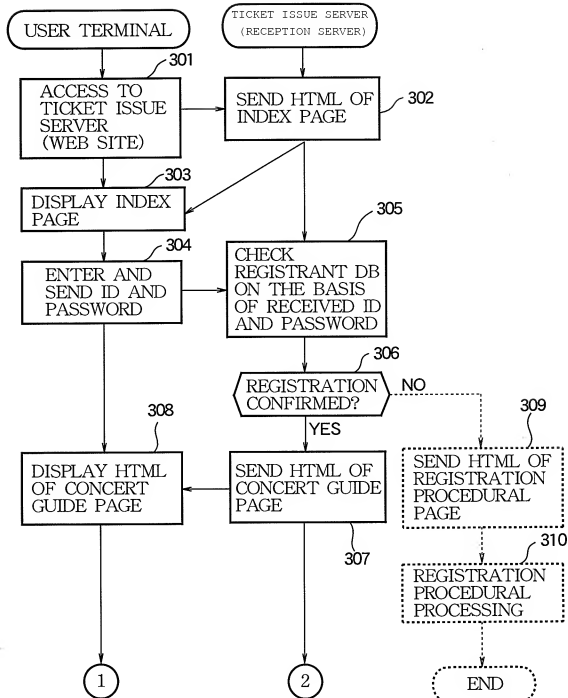 USER TERMINAL
TICKET ISSUE SERVER
(RECEPTION SERVER)
301
ACCESS TO
TICKET ISSUE
SERVER
(WEB SITE)
302
SEND HTML OF
INDEX PAGE
303
DISPLAY INDEX
PAGE
304
ENTER AND
SEND ID AND
PASSWORD
305
CHECK
REGISTRANT DB
ON THE BASIS
OF RECEIVED ID
AND PASSWORD
306
REGISTRATION
CONFIRMED?
NO
YES
308
DISPLAY HTML
OF CONCERT
GUIDE PAGE
SEND HTML OF
CONCERT GUIDE
PAGE
307
309
SEND HTML OF
REGISTRATION
PROCEDURAL
PAGE
310
REGISTRATION
PROCEDURAL
PROCESSING
1
2
END